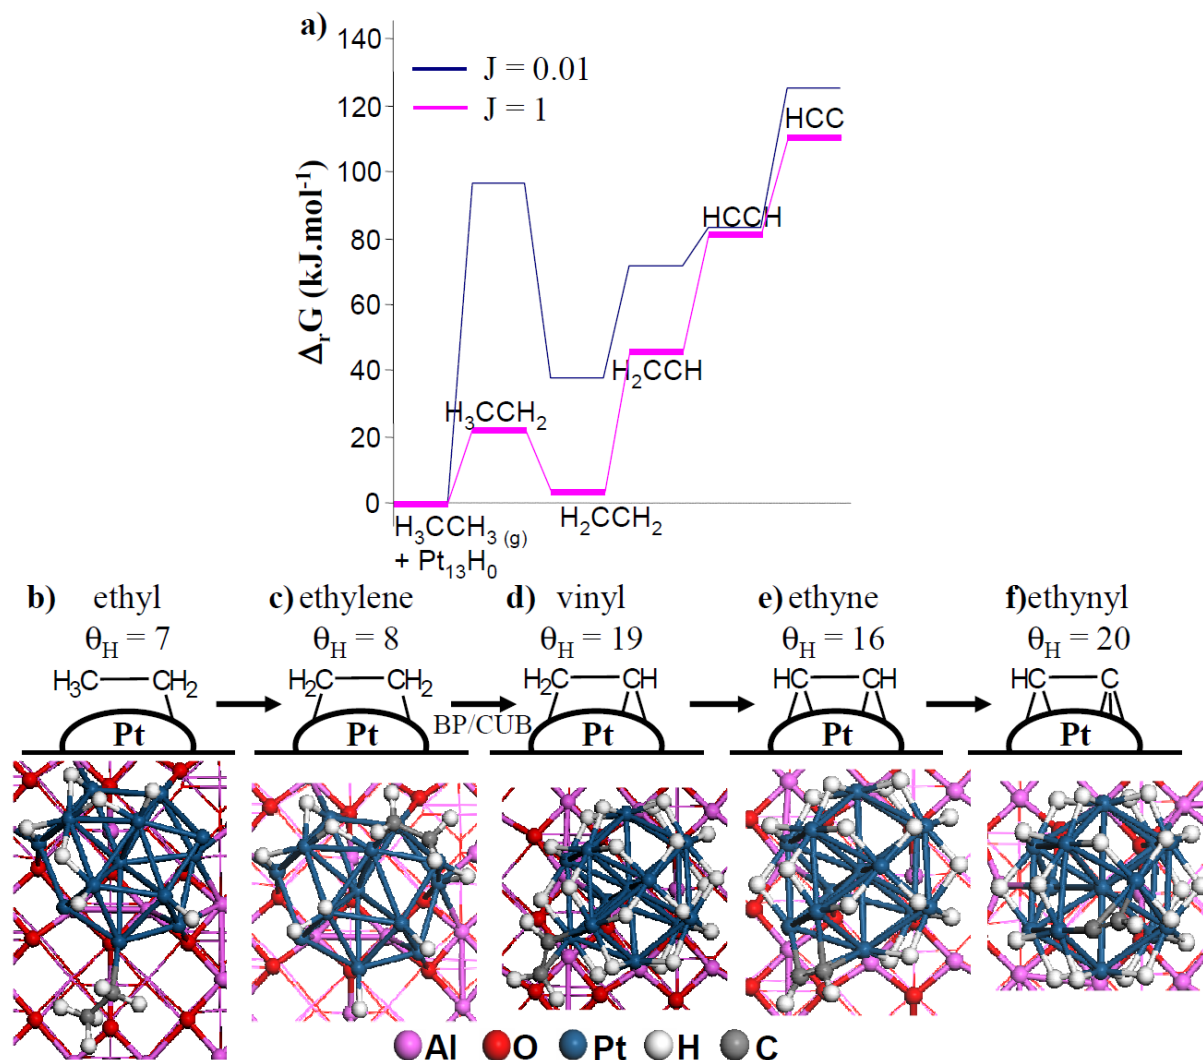 a)
140
120
100
80
60
40
20
0
ΔrG (kJ.mol⁻¹)
J = 0.01
J = 1
HCC
HCCH
H₂CCH
H₃CCH₂
H₂CCH₂
H₃CCH₃ (g)
+ Pt₁₃H₀
b) ethyl
θH = 7
H₃C CH₂
Pt
c) ethylene
θH = 8
H₂C CH₂
Pt
BP/CUB
d) vinyl
θH = 19
H₂C CH
Pt
e) ethyne
θH = 16
HC CH
Pt
f) ethynyl
θH = 20
HC C
Pt
Al O Pt H C